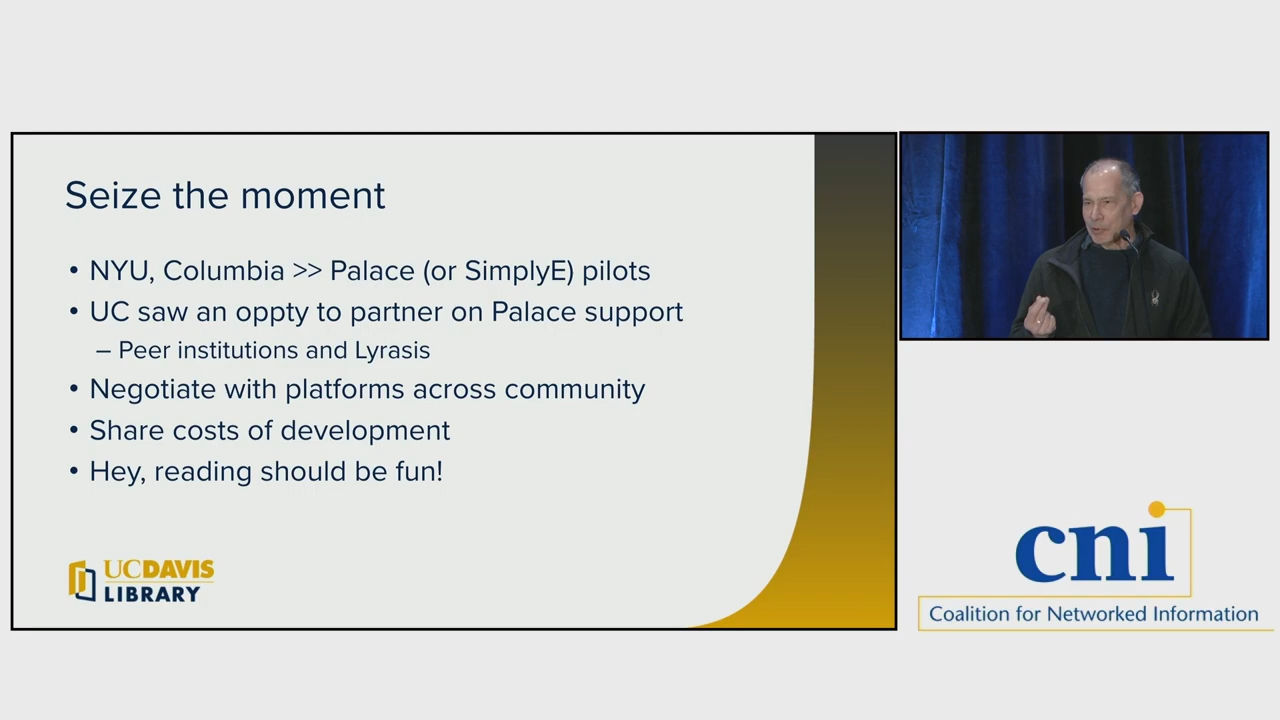 Seize the moment
• NYU, Columbia >> Palace (or SimplyE) pilots
• UC saw an oppty to partner on Palace support
– Peer institutions and Lyrasis
• Negotiate with platforms across community
• Share costs of development
• Hey, reading should be fun!
UCDAVIS
LIBRARY
cni
Coalition for Networked Information